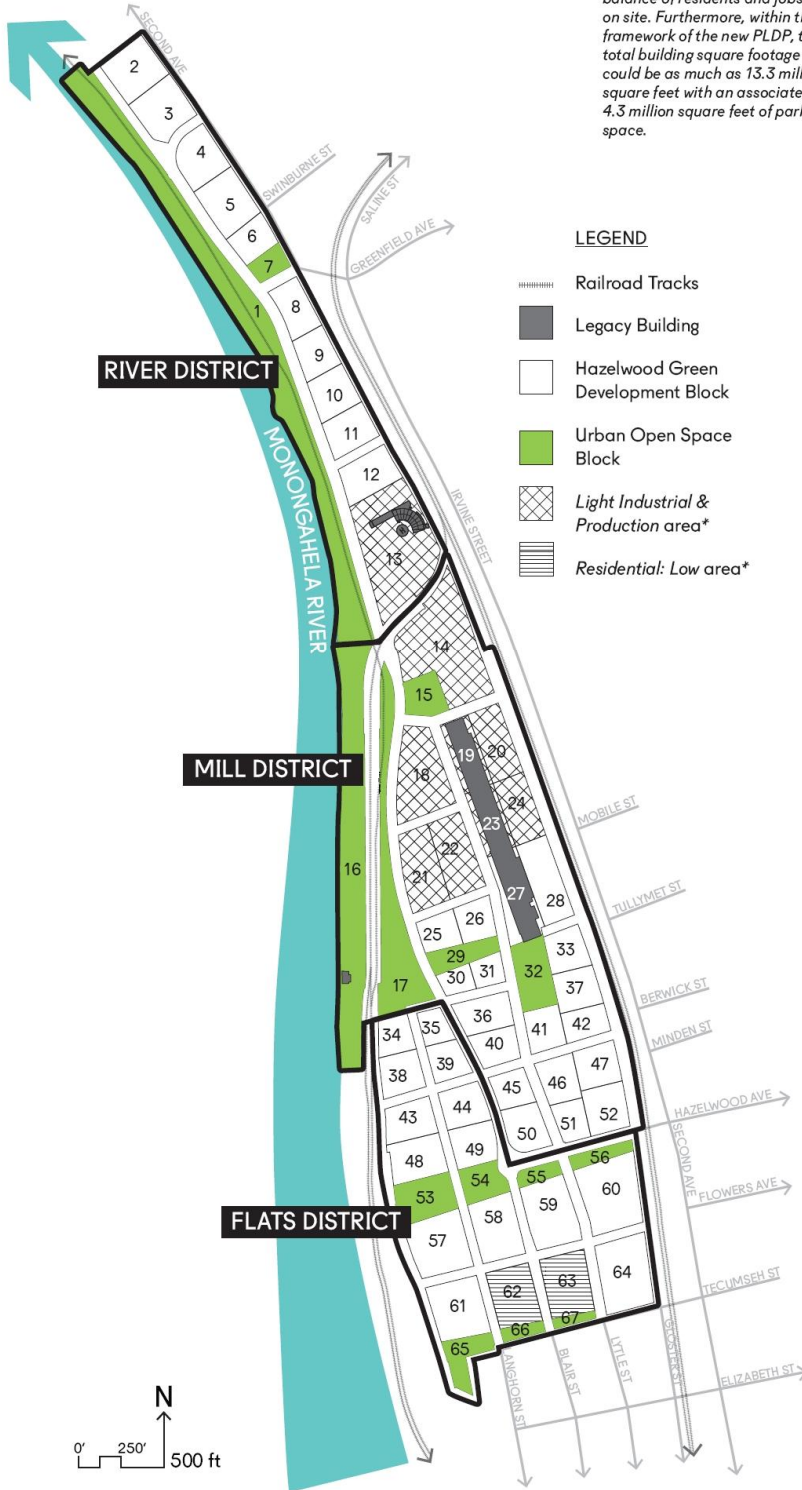 balance of residents and jobs
on site. Furthermore, within th
framework of the new PLDP, t
total building square footage
could be as much as 13.3 mill
square feet with an associate
4.3 million square feet of park
space.
SECOND AVE
2
3
4
SWINBURNE ST
SALINE ST
5
6
GREENFIELD AVE
7
1
8
9
10
11
12
13
LEGEND
Railroad Tracks
Legacy Building
Hazelwood Green
Development Block
Urban Open Space
Block
Light Industrial &
Production area*
Residential: Low area*
RIVER DISTRICT
MONONGAHELA RIVER
IRVINE STREET
14
15
MILL DISTRICT
19
20
18
24
23
MOBILE ST
22
21
16
27
28
TULLYMET ST
26
25
29
32
33
17
30
31
37
BERWICK ST
34
35
36
41
42
MINDEN ST
40
38
39
47
45
46
43
44
HAZELWOOD AVE
52
51
50
49
48
SECOND AVE
56
55
54
53
FLOWERS AVE
FLATS DISTRICT
60
59
58
57
TECUMSEH ST
64
63
62
61
67
66
65
GLOSTER ST
LYTLE ST
BLAIR ST
LANGHORN ST
ELIZABETH ST
N
0'
250'
500 ft